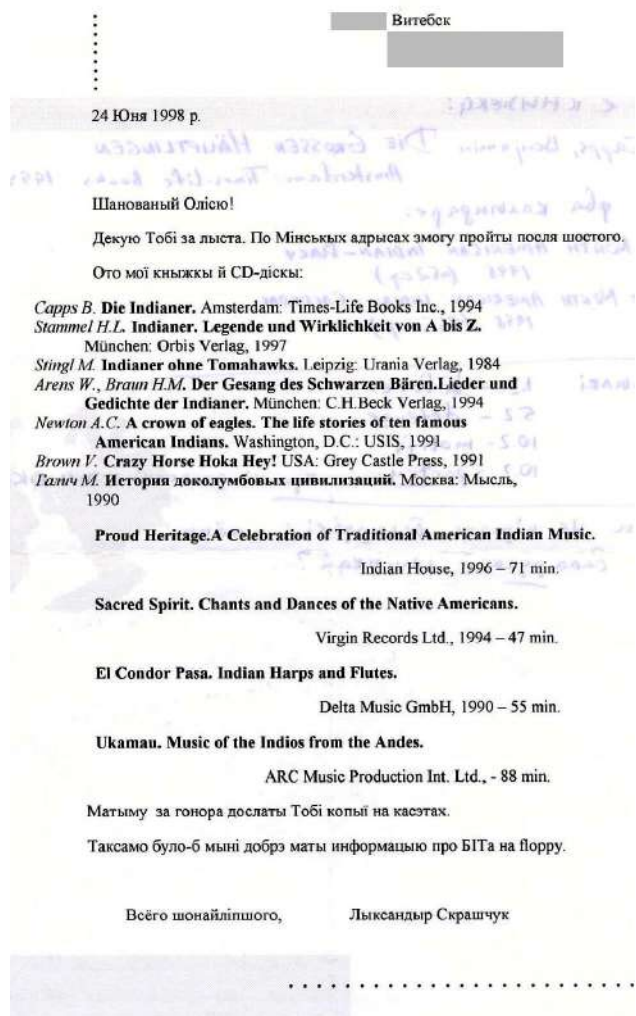 Витебск
24 Юня 1998 р.
Шанованый Олісю!
Декую Тобі за лыста. По Мінськых адрысах змогу пройты посля шостого.
Ото мої кныжкы й CD-діскы:
Capps B. Die Indianer. Amsterdam: Times-Life Books Inc., 1994
Stammel H.L. Indianer. Legende und Wirklichkeit von A bis Z.
München: Orbis Verlag, 1997
Stingl M. Indianer ohne Tomahawks. Leipzig: Urania Verlag, 1984
Arens W., Braun H.M. Der Gesang des Schwarzen Bären.Lieder und
Gedichte der Indianer. München: C.H.Beck Verlag, 1994
Newton A.C. A crown of eagles. The life stories of ten famous
American Indians. Washington, D.C.: USIS, 1991
Brown V. Crazy Horse Hoka Hey! USA: Grey Castle Press, 1991
Галич М. История доколумбовых цивилизаций. Москва: Мысль,
1990
Proud Heritage.A Celebration of Traditional American Indian Music.
Indian House, 1996 – 71 min.
Sacred Spirit. Chants and Dances of the Native Americans.
Virgin Records Ltd., 1994 – 47 min.
El Condor Pasa. Indian Harps and Flutes.
Delta Music GmbH, 1990 – 55 min.
Ukamau. Music of the Indios from the Andes.
ARC Music Production Int. Ltd., - 88 min.
Матыму за гонора дослаты Тобі копыї на касэтах.
Таксамо було-б мыні добрэ маты информацыю про БІТа на floppy.
Всёго шонайліпшого, Лыксандыр Скрашчук